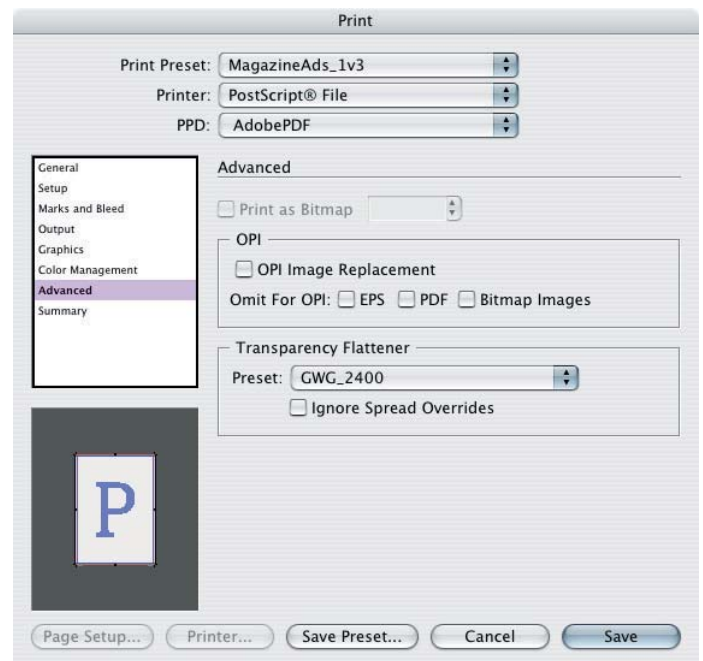 Print
Print Preset: MagazineAds_1v3
Printer: PostScript® File
PPD: AdobePDF
General
Setup
Marks and Bleed
Output
Graphics
Color Management
Advanced
Summary
Advanced
Print as Bitmap
OPI
OPI Image Replacement
Omit For OPI: EPS PDF Bitmap Images
Transparency Flattener
Preset: GWG_2400
Ignore Spread Overrides
P
Page Setup... Printer... Save Preset... Cancel Save